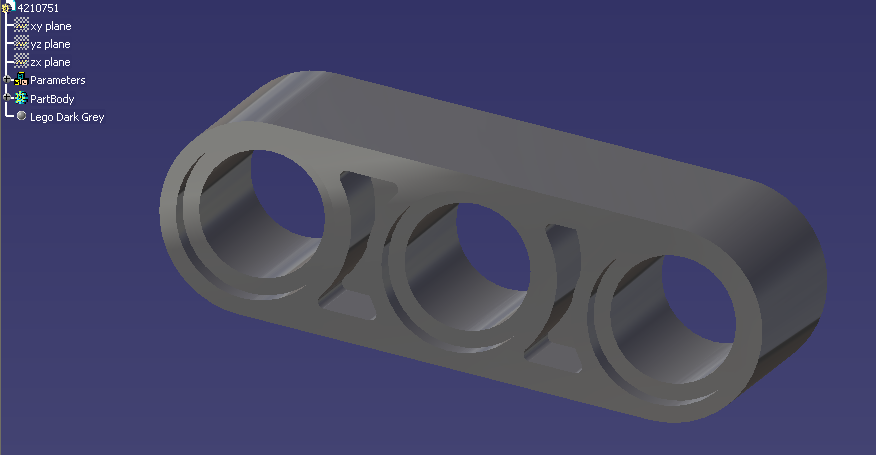 4210751
xy plane
yz plane
zx plane
Parameters
PartBody
Lego Dark Grey